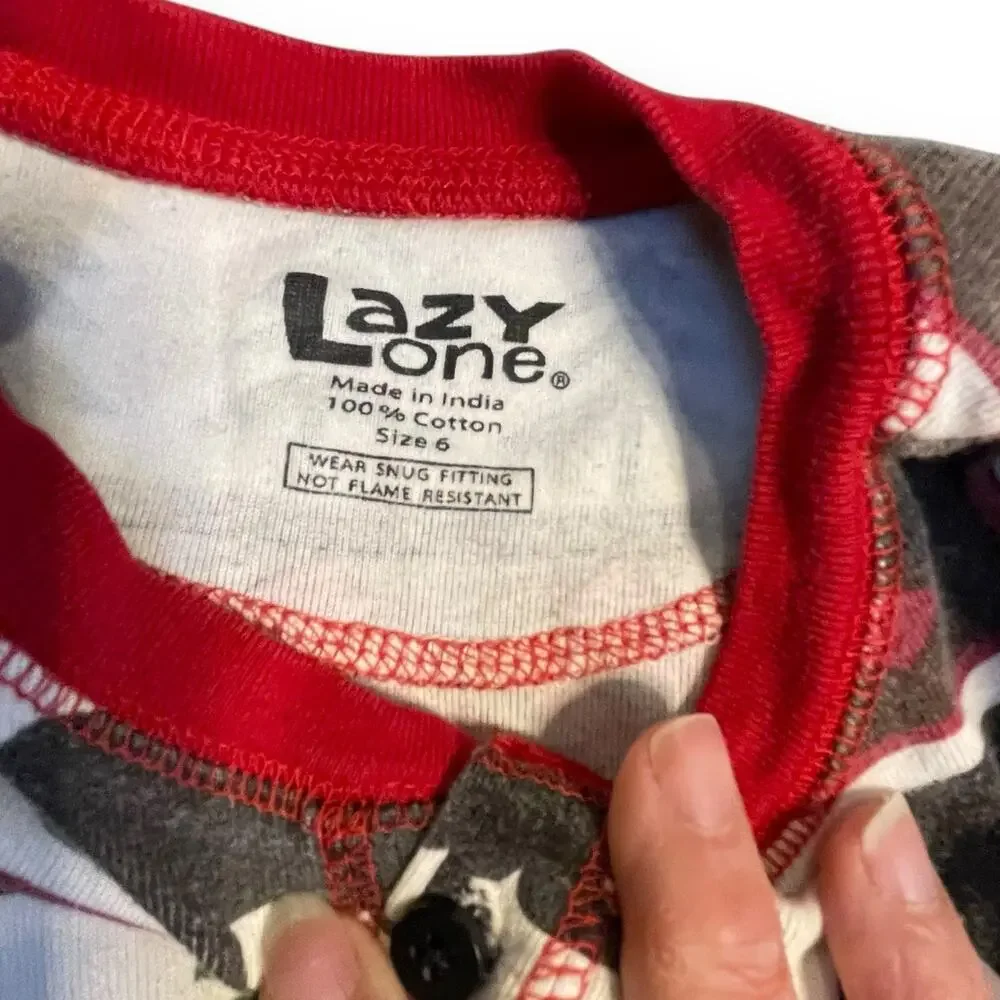 Lazy
one®
Made in India
100% Cotton
Size 6
WEAR SNUG FITTING
NOT FLAME RESISTANT